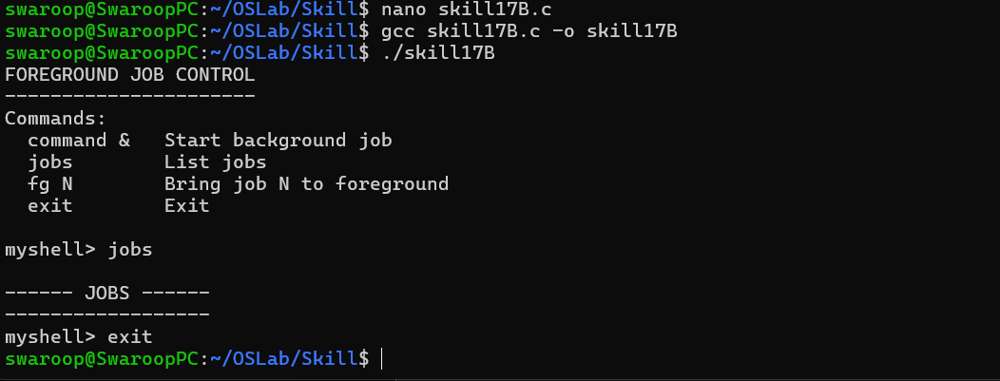 swaroop@SwaroopPC:~/OSLab/Skill$ nano skill17B.c
swaroop@SwaroopPC:~/OSLab/Skill$ gcc skill17B.c -o skill17B
swaroop@SwaroopPC:~/OSLab/Skill$ ./skill17B
FOREGROUND JOB CONTROL
----------------------
Commands:
  command &   Start background job
  jobs        List jobs
  fg N        Bring job N to foreground
  exit        Exit

myshell> jobs

------ JOBS ------
------------------
myshell> exit
swaroop@SwaroopPC:~/OSLab/Skill$